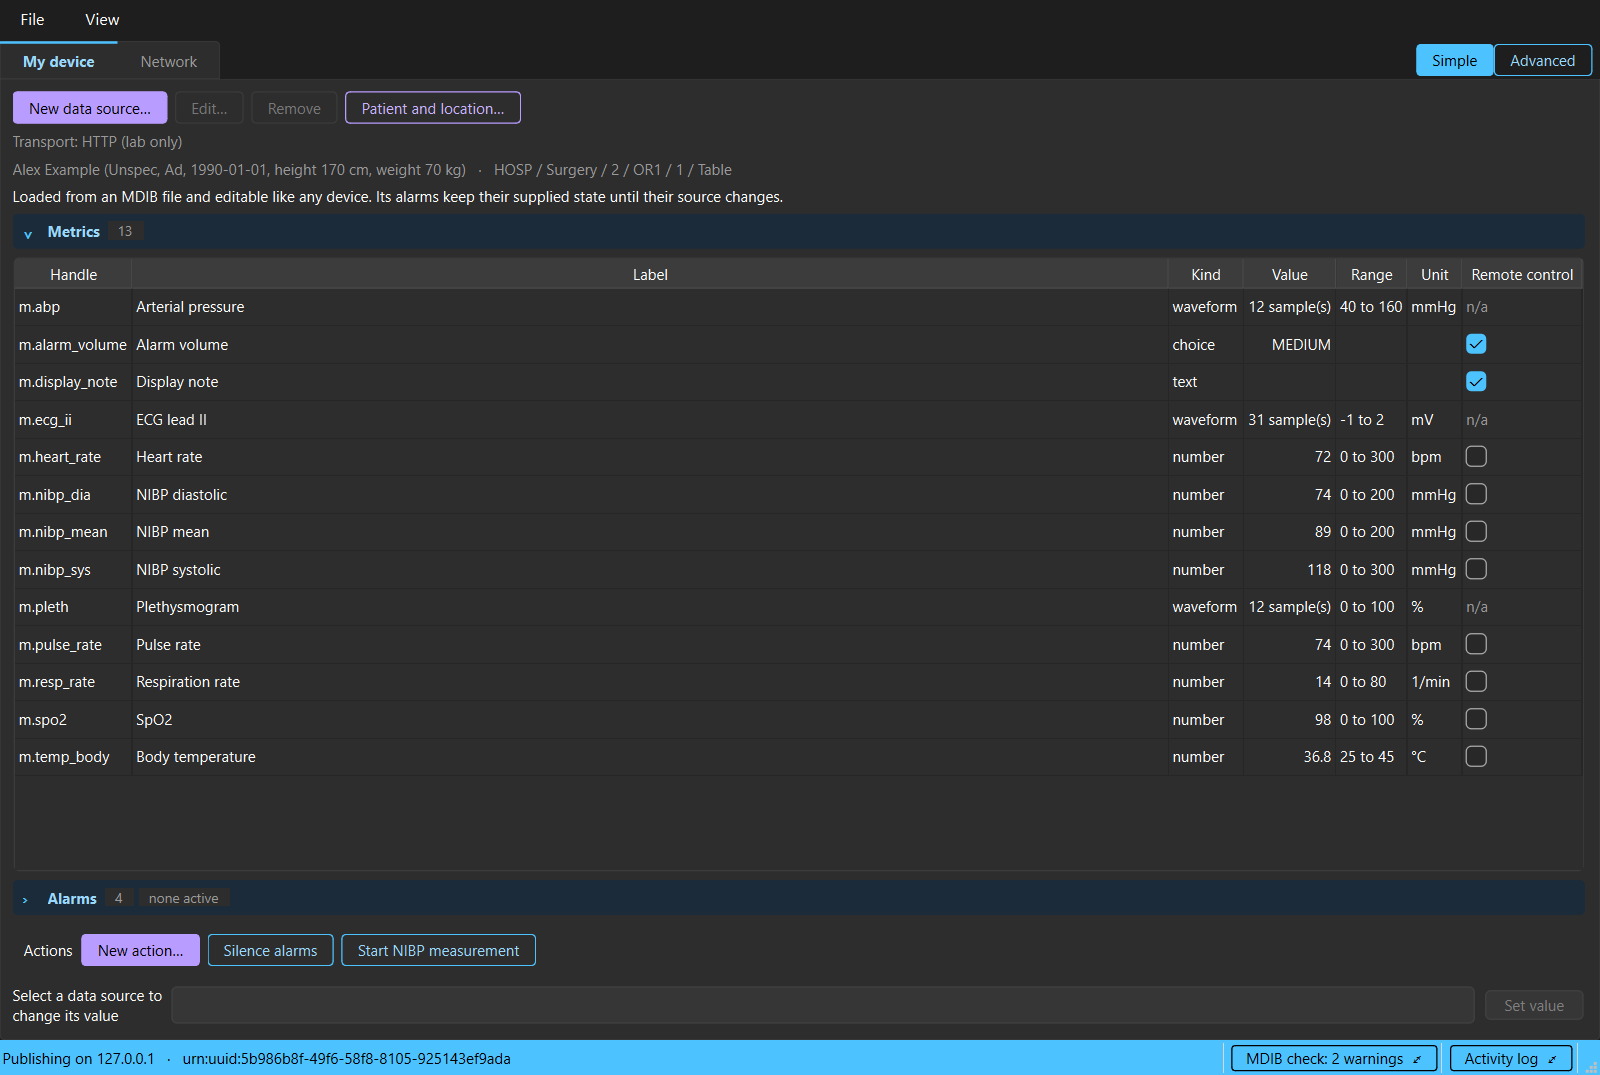 File View
My device Network Simple Advanced
New data source... Edit... Remove Patient and location...
Transport: HTTP (lab only)
Alex Example (Unspec, Ad, 1990-01-01, height 170 cm, weight 70 kg) · HOSP / Surgery / 2 / OR1 / 1 / Table
Loaded from an MDIB file and editable like any device. Its alarms keep their supplied state until their source changes.
Metrics 13
Handle Label Kind Value Range Unit Remote control
m.abp Arterial pressure waveform 12 sample(s) 40 to 160 mmHg n/a
m.alarm_volume Alarm volume choice MEDIUM
m.display_note Display note text
m.ecg_ii ECG lead II waveform 31 sample(s) -1 to 2 mV n/a
m.heart_rate Heart rate number 72 0 to 300 bpm
m.nibp_dia NIBP diastolic number 74 0 to 200 mmHg
m.nibp_mean NIBP mean number 89 0 to 200 mmHg
m.nibp_sys NIBP systolic number 118 0 to 300 mmHg
m.pleth Plethysmogram waveform 12 sample(s) 0 to 100 % n/a
m.pulse_rate Pulse rate number 74 0 to 300 bpm
m.resp_rate Respiration rate number 14 0 to 80 1/min
m.spo2 SpO2 number 98 0 to 100 %
m.temp_body Body temperature number 36.8 25 to 45 °C
Alarms 4 none active
Actions New action... Silence alarms Start NIBP measurement
Select a data source to
change its value Set value
Publishing on 127.0.0.1 · urn:uuid:5b986b8f-49f6-58f8-8105-925143ef9ada MDIB check: 2 warnings Activity log